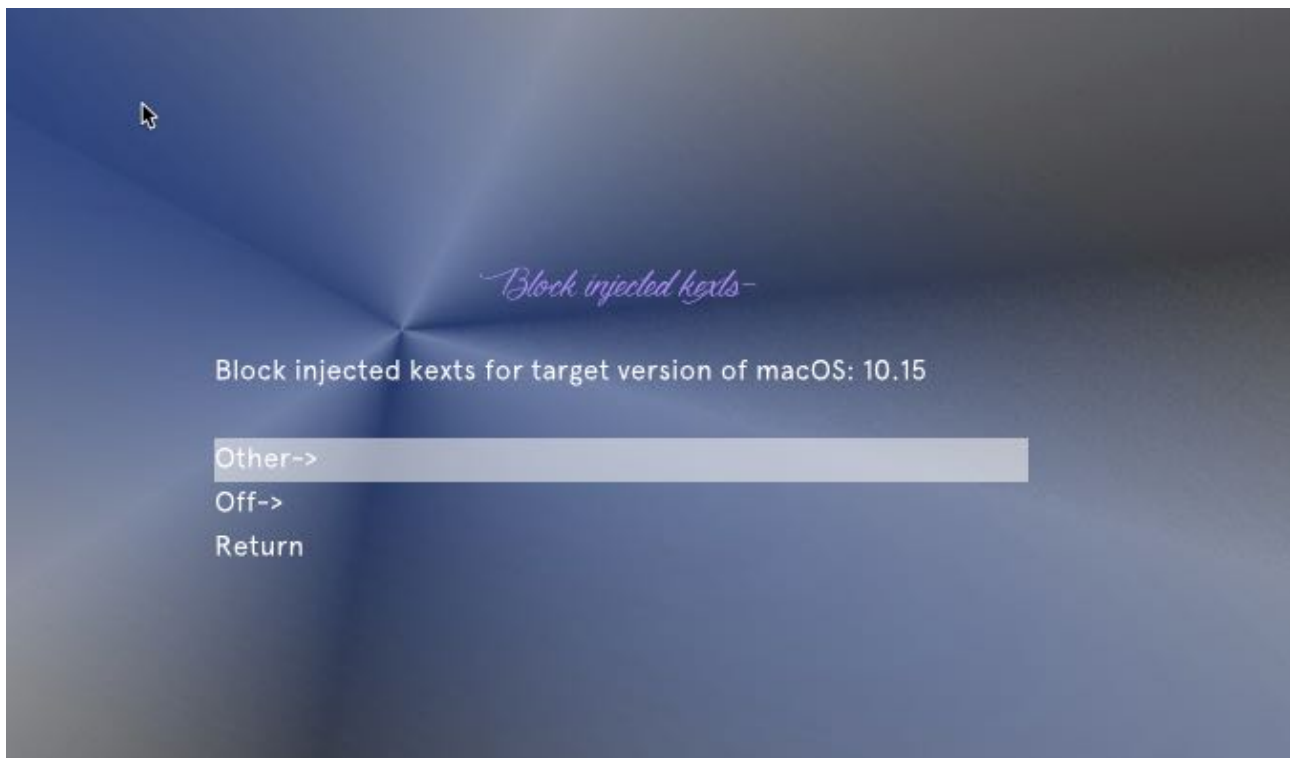 Block injected kexts-
Block injected kexts for target version of macOS: 10.15
Other->
Off->
Return